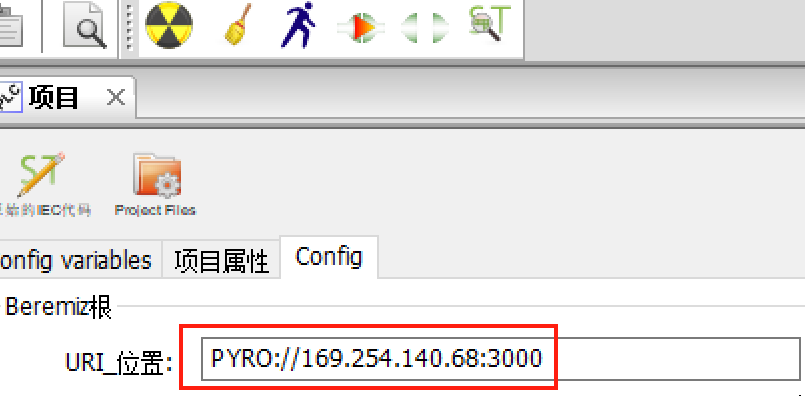 ST
项目
ST
始的IEC代码
Project Files
onfig variables
项目属性
Config
Beremiz根
URI_位置:
PYRO://169.254.140.68:3000